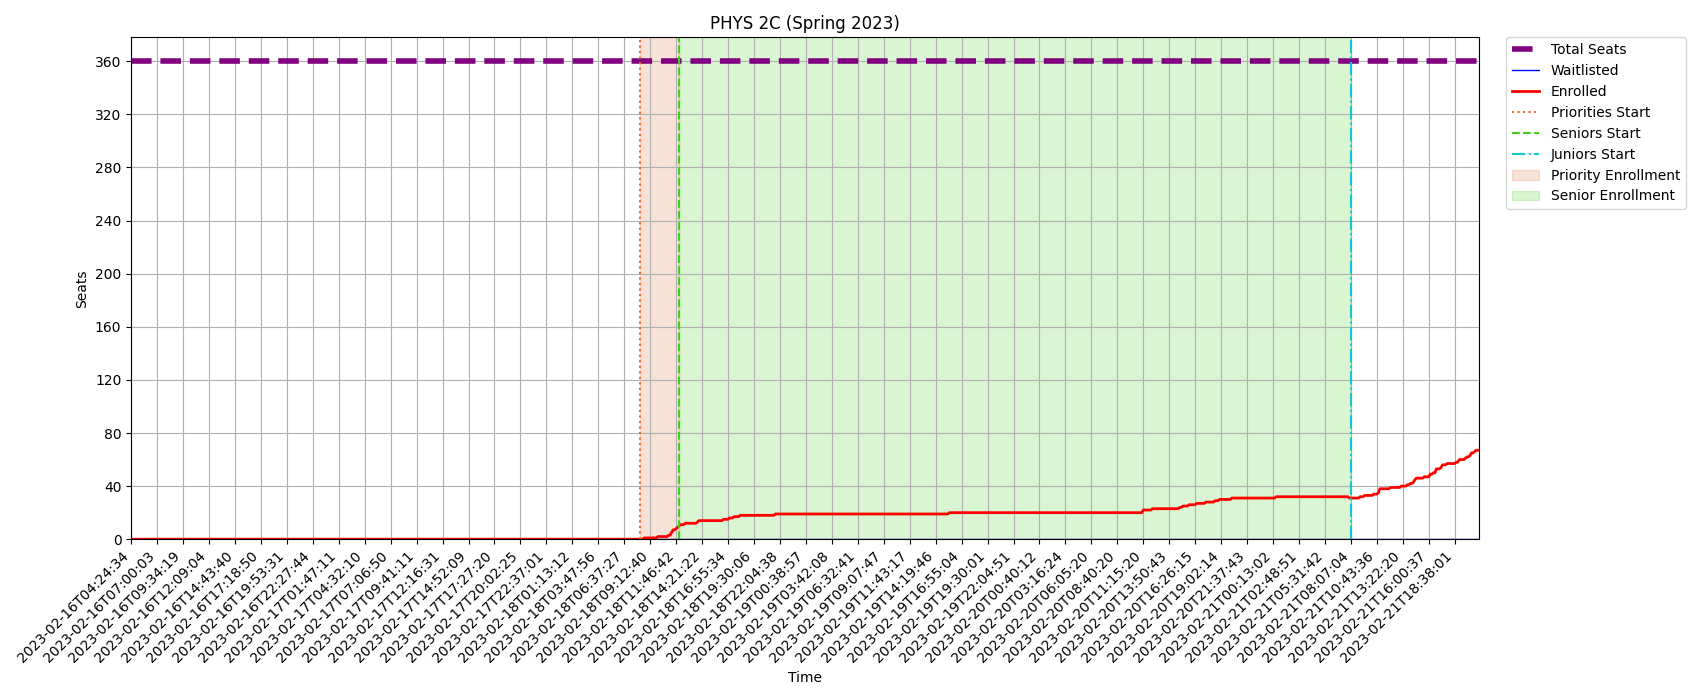 PHYS 2C (Spring 2023)
Total Seats
Waitlisted
Enrolled
Priorities Start
Seniors Start
Juniors Start
Priority Enrollment
Senior Enrollment
Seats
360
320
280
240
200
160
120
80
40
0
2023-02-16T04:24:34
2023-02-16T07:00:03
2023-02-16T09:34:19
2023-02-16T12:09:04
2023-02-16T14:43:40
2023-02-16T17:18:50
2023-02-16T19:53:31
2023-02-16T22:27:44
2023-02-17T01:47:11
2023-02-17T04:32:10
2023-02-17T07:06:50
2023-02-17T09:41:11
2023-02-17T12:16:31
2023-02-17T14:52:09
2023-02-17T17:27:20
2023-02-17T20:02:25
2023-02-17T22:37:01
2023-02-18T01:13:12
2023-02-18T03:47:56
2023-02-18T06:37:27
2023-02-18T09:12:40
2023-02-18T11:46:42
2023-02-18T14:21:22
2023-02-18T16:55:34
2023-02-18T19:30:06
2023-02-18T22:04:38
2023-02-19T00:38:57
2023-02-19T03:42:08
2023-02-19T06:32:41
2023-02-19T09:07:47
2023-02-19T11:43:17
2023-02-19T14:19:46
2023-02-19T16:55:04
2023-02-19T19:30:01
2023-02-19T22:04:51
2023-02-20T00:40:12
2023-02-20T03:16:24
2023-02-20T06:05:20
2023-02-20T08:40:20
2023-02-20T11:15:20
2023-02-20T13:50:43
2023-02-20T16:26:15
2023-02-20T19:02:14
2023-02-20T21:37:43
2023-02-21T00:13:02
2023-02-21T02:48:51
2023-02-21T05:31:42
2023-02-21T08:07:04
2023-02-21T10:43:36
2023-02-21T13:22:20
2023-02-21T16:00:37
2023-02-21T18:38:01
Time